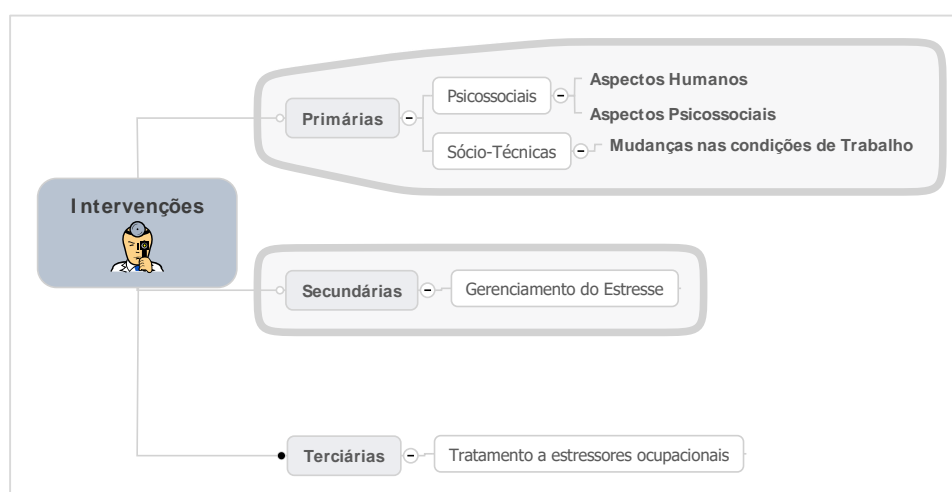 Intervenções
Primárias
Psicossociais
Aspectos Humanos
Aspectos Psicossociais
Sócio-Técnicas
Mudanças nas condições de Trabalho
Secundárias
Gerenciamento do Estresse
Terciárias
Tratamento a estressores ocupacionais